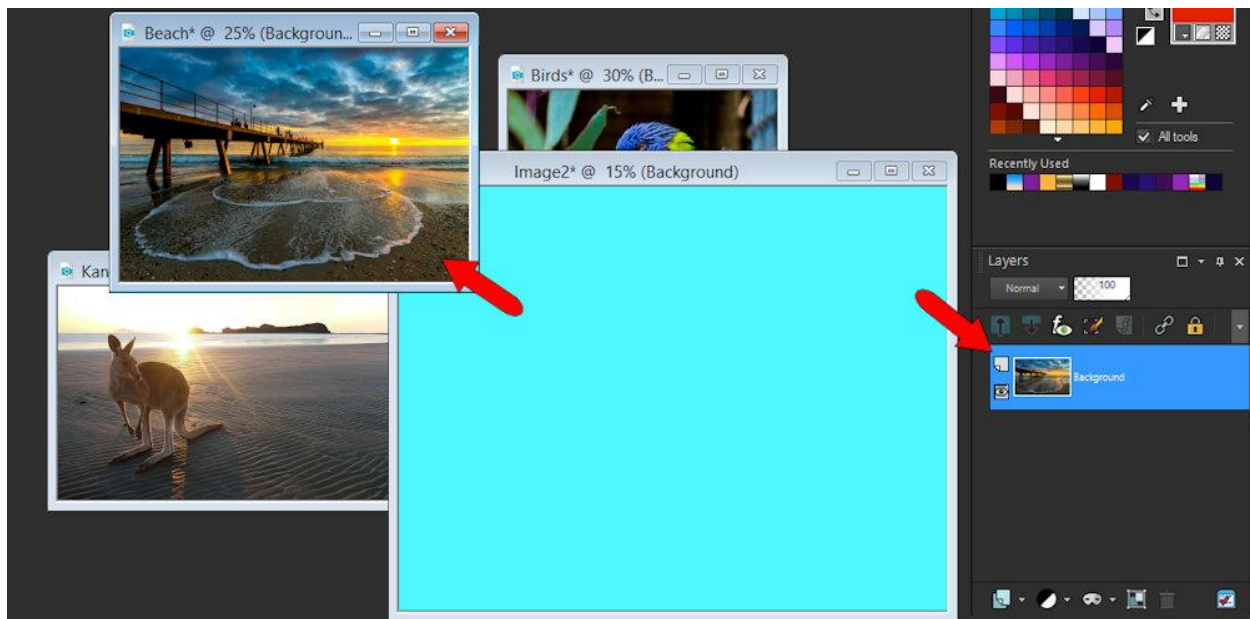 Beach* @ 25% (Backgroun...
Birds* @ 30% (B...
Image2* @ 15% (Background)
Kan
All tools
Recently Used
Layers
Normal
100
Background